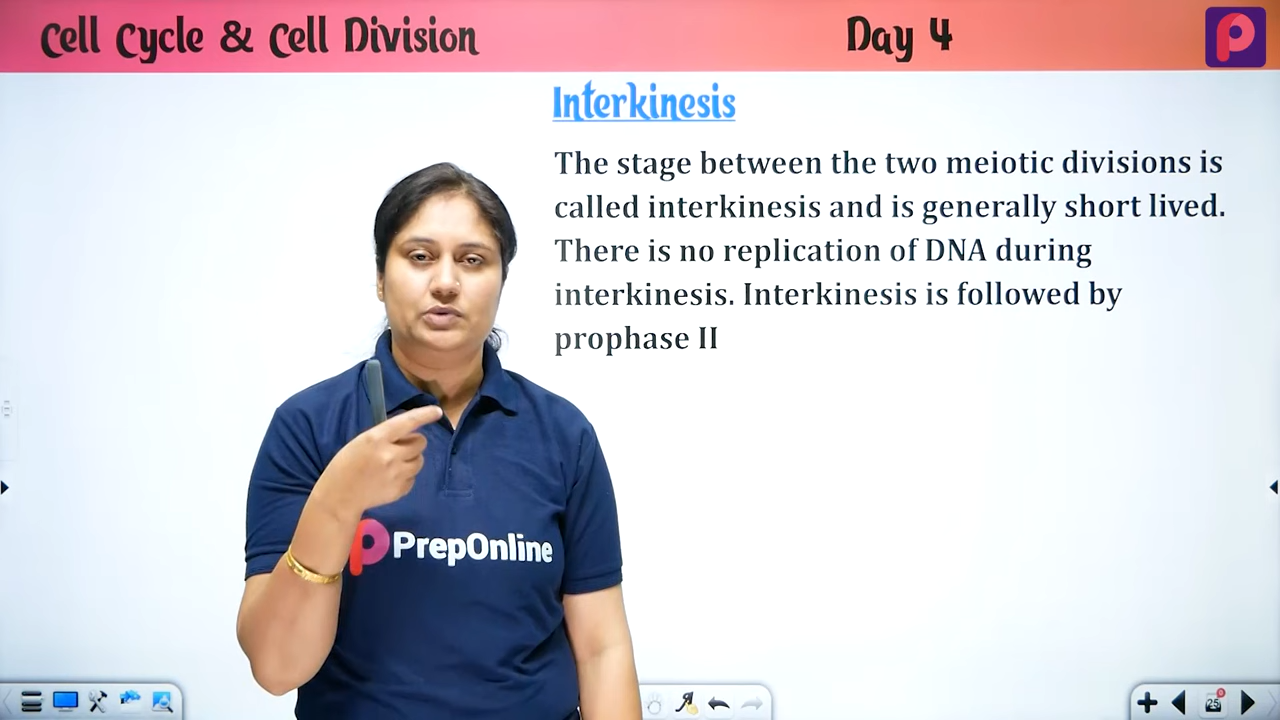 Cell Cycle & Cell Division
Day 4
Interkinesis
The stage between the two meiotic divisions is
called interkinesis and is generally short lived.
There is no replication of DNA during
interkinesis. Interkinesis is followed by
prophase II
PrepOnline